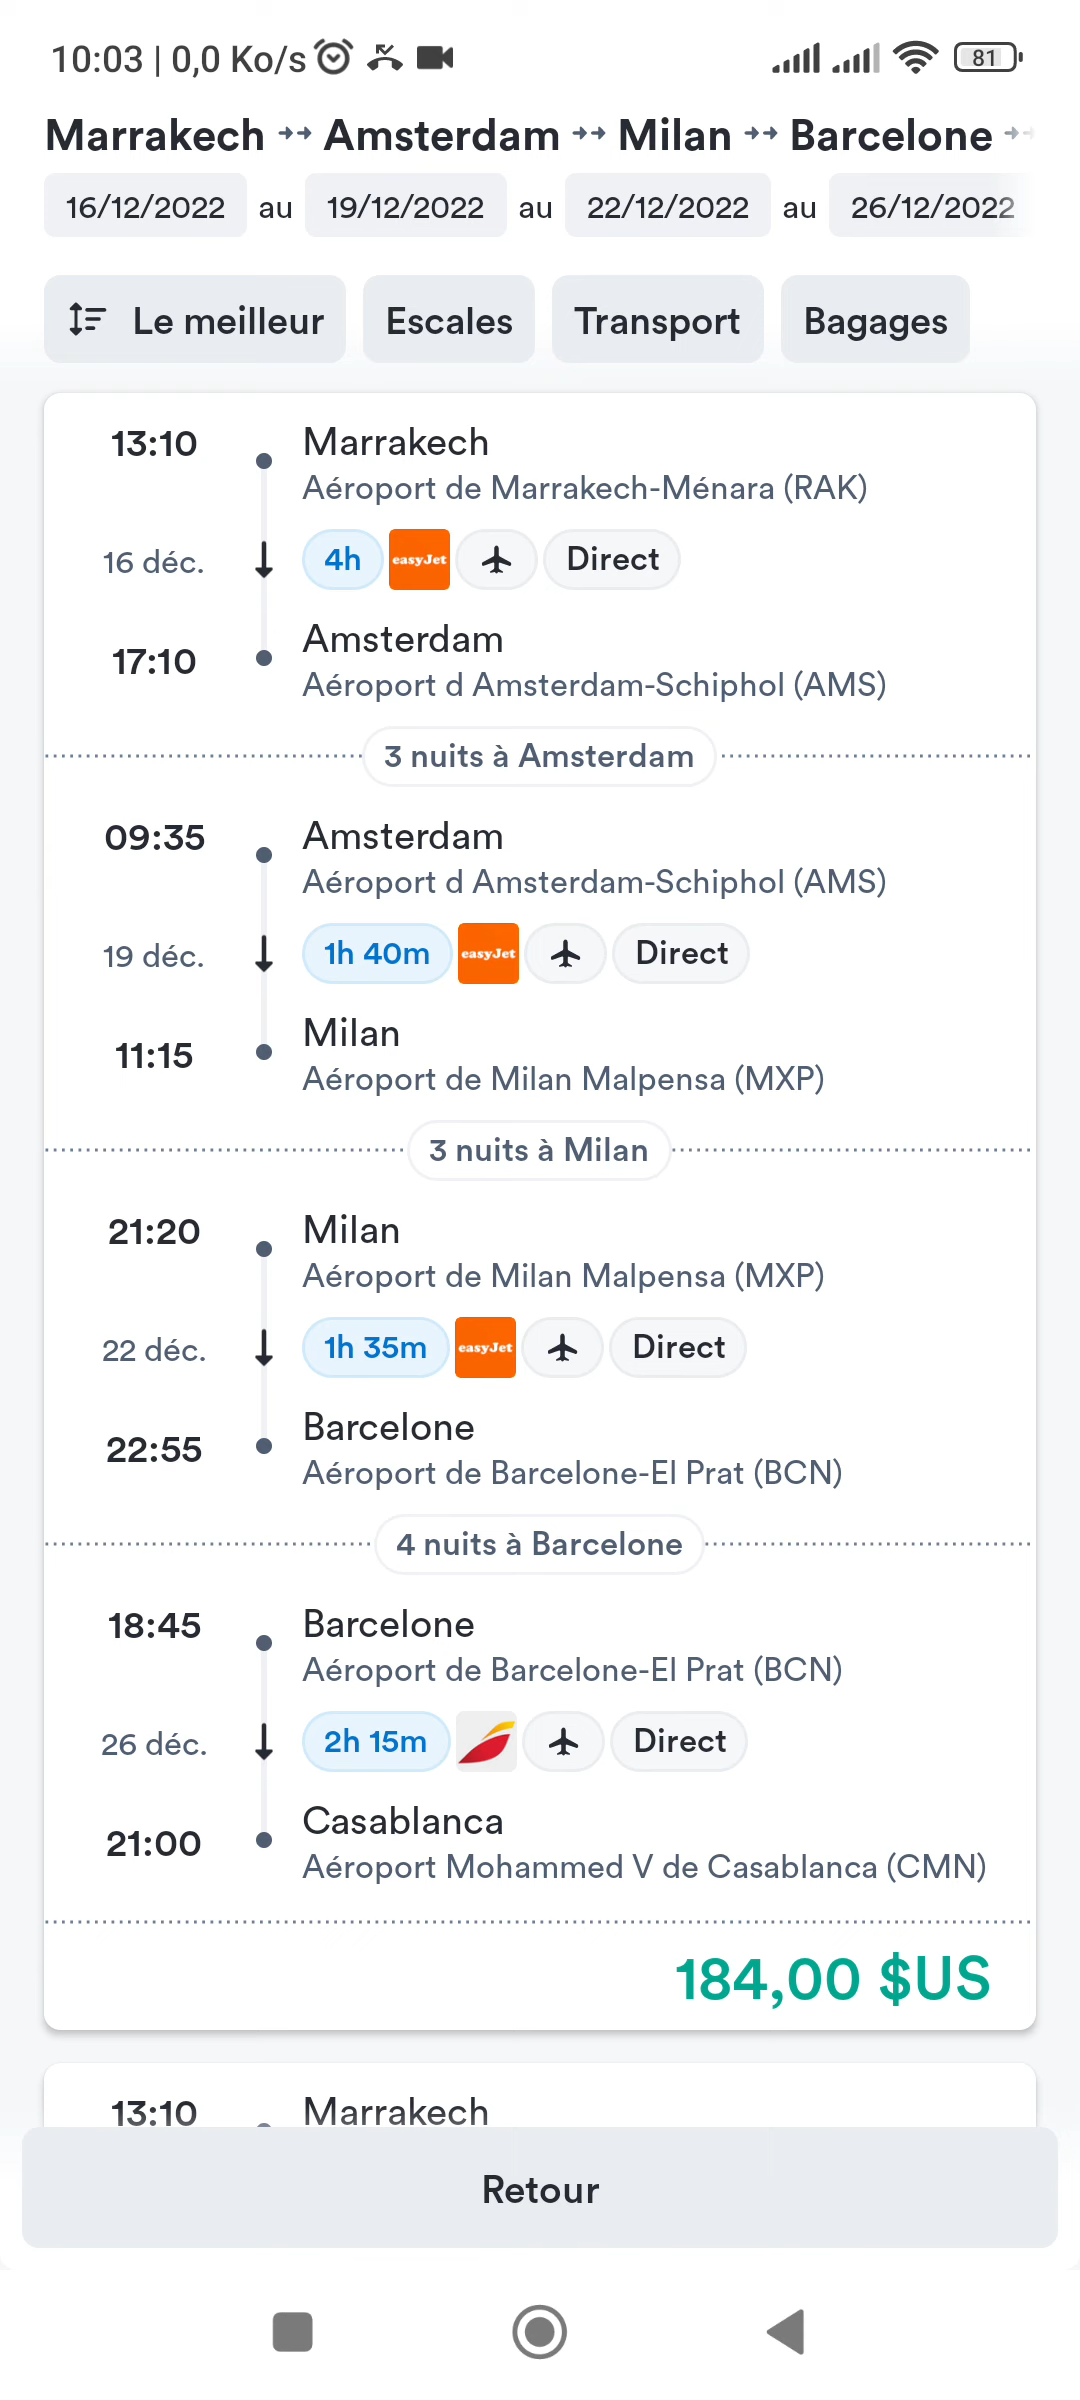 10:03 | 0,0 Ko/s 81
Marrakech Amsterdam Milan Barcelone
16/12/2022 au 19/12/2022 au 22/12/2022 au 26/12/2022
Le meilleur Escales Transport Bagages
13:10 Marrakech
Aéroport de Marrakech-Ménara (RAK)
16 déc. 4h easyJet Direct
17:10 Amsterdam
Aéroport d Amsterdam-Schiphol (AMS)
3 nuits à Amsterdam
09:35 Amsterdam
Aéroport d Amsterdam-Schiphol (AMS)
19 déc. 1h 40m easyJet Direct
11:15 Milan
Aéroport de Milan Malpensa (MXP)
3 nuits à Milan
21:20 Milan
Aéroport de Milan Malpensa (MXP)
22 déc. 1h 35m easyJet Direct
22:55 Barcelone
Aéroport de Barcelone-El Prat (BCN)
4 nuits à Barcelone
18:45 Barcelone
Aéroport de Barcelone-El Prat (BCN)
26 déc. 2h 15m Direct
21:00 Casablanca
Aéroport Mohammed V de Casablanca (CMN)
184,00 $US
13:10 Marrakech
Retour